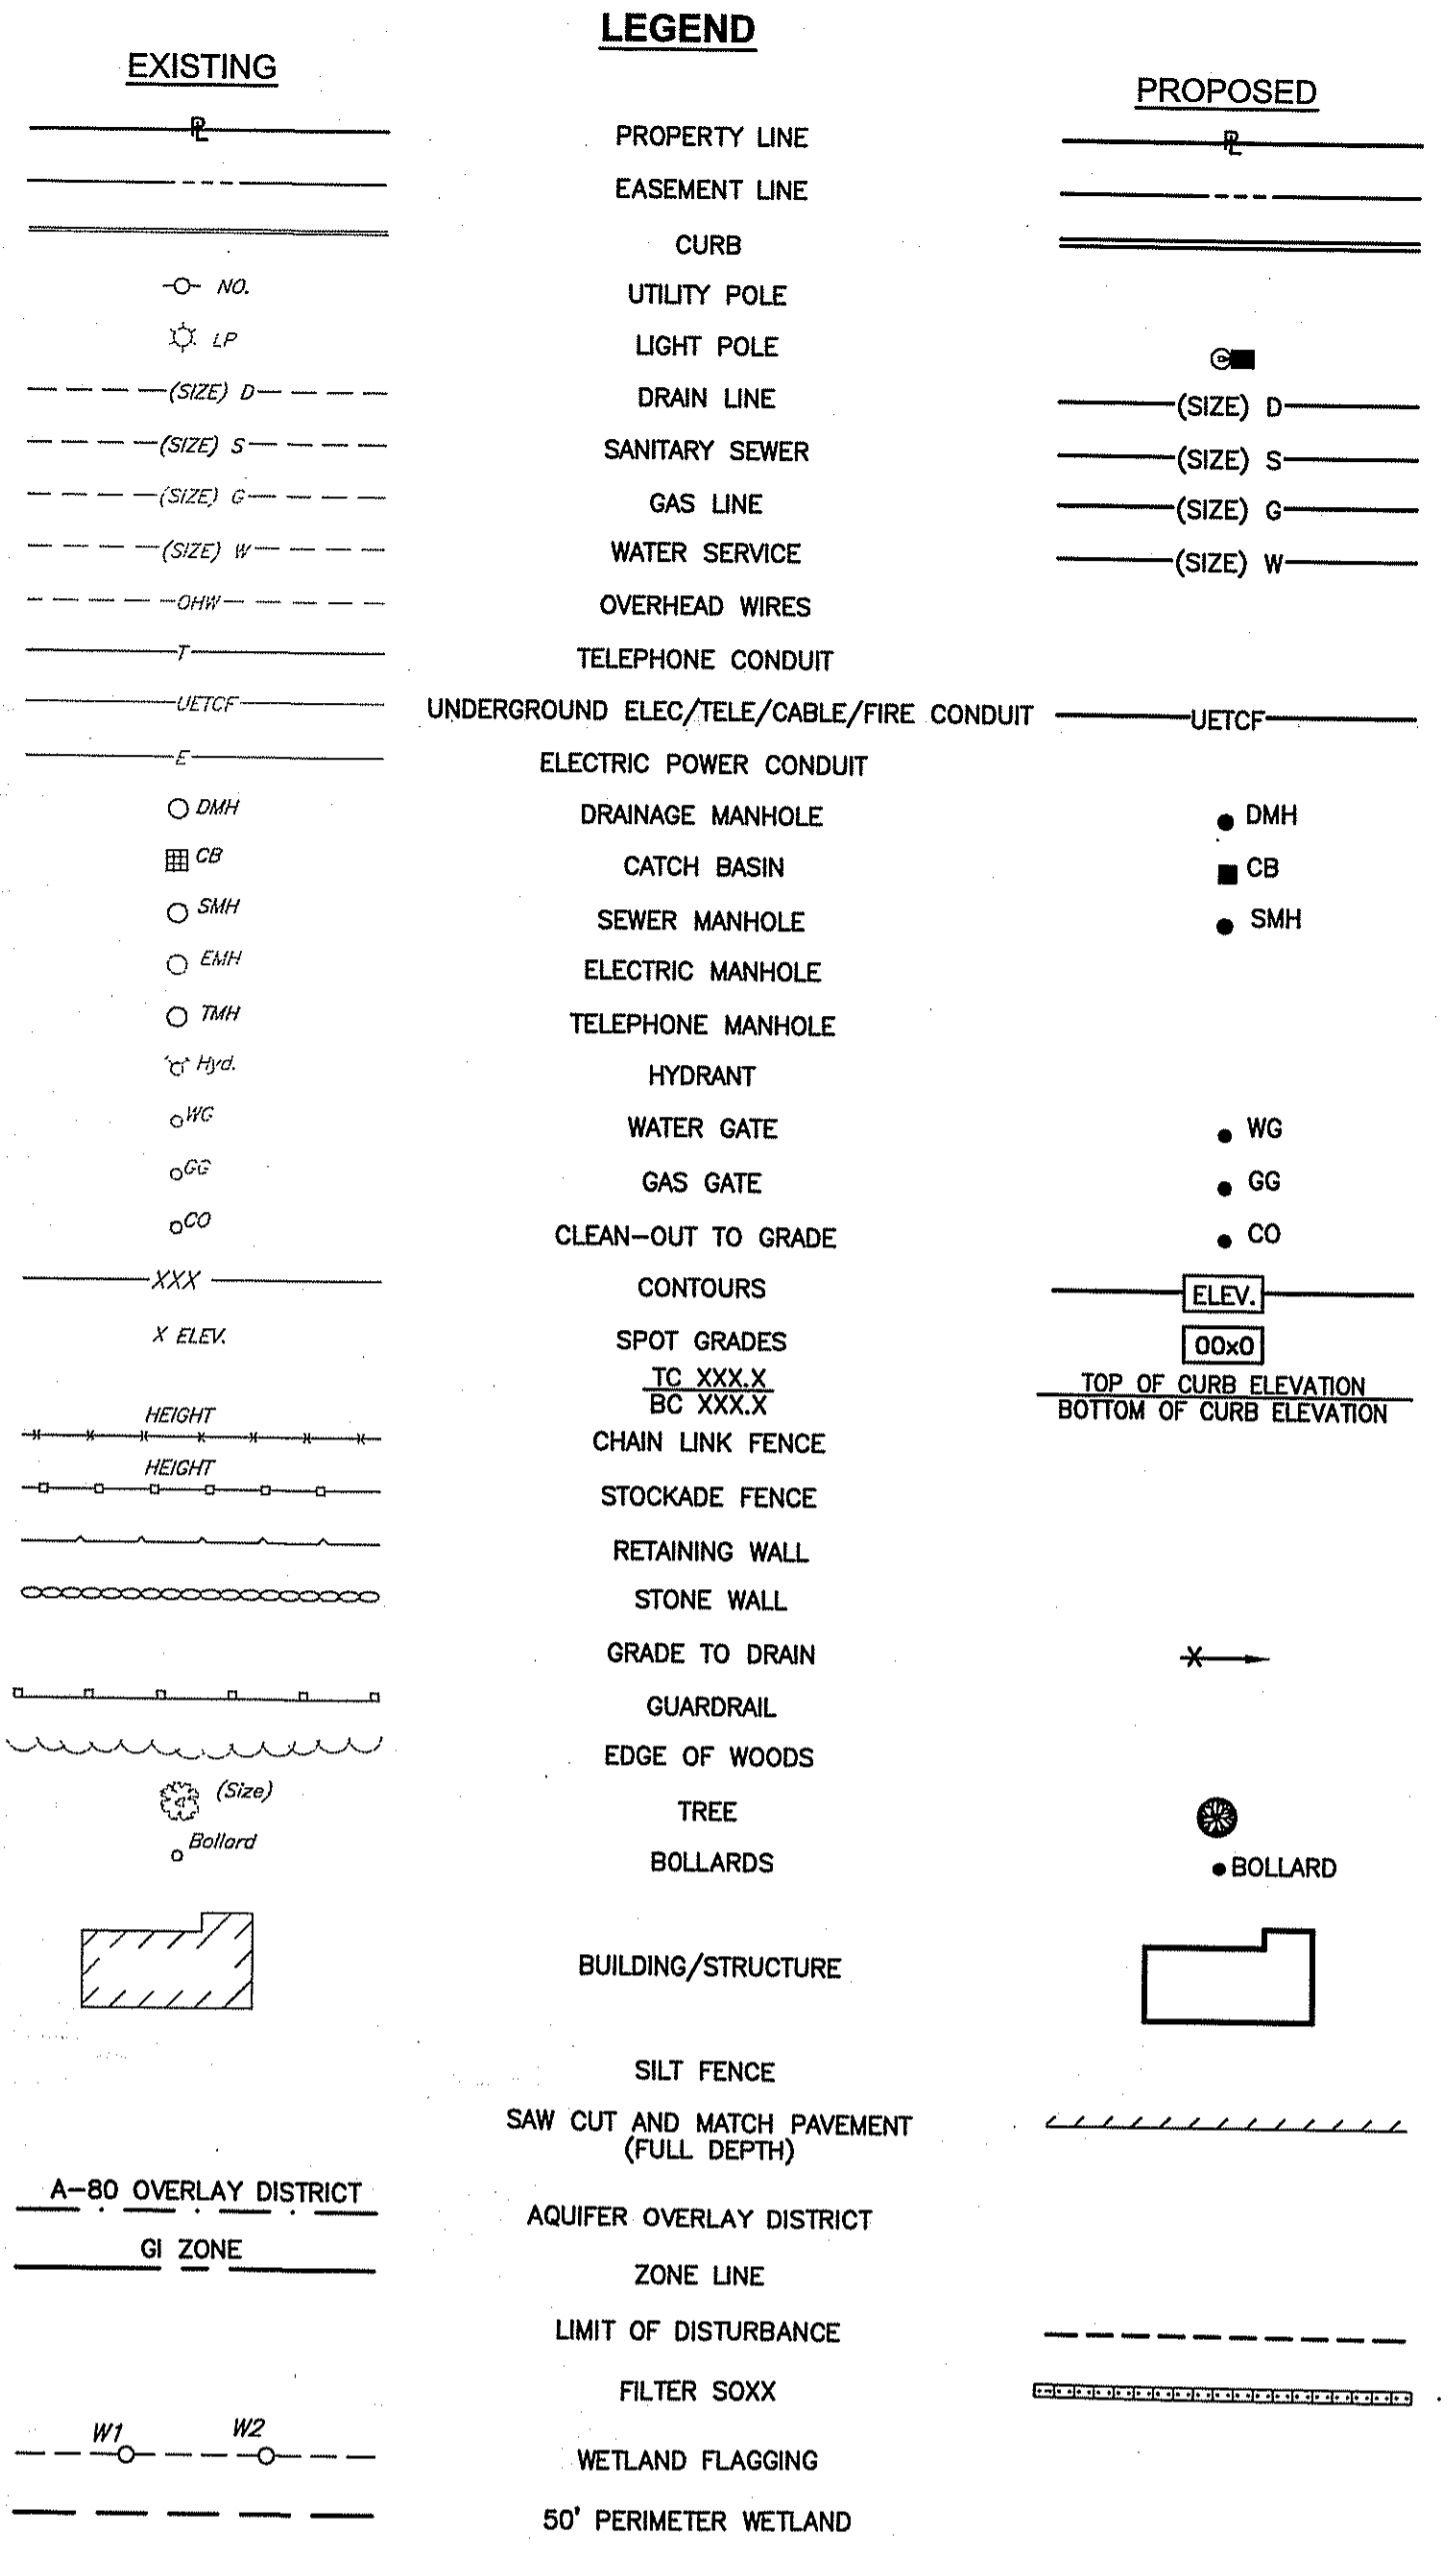 LEGEND
EXISTING
PROPOSED
PL PROPERTY LINE PL
EASEMENT LINE
CURB
NO. UTILITY POLE
LP LIGHT POLE
(SIZE) D DRAIN LINE (SIZE) D
(SIZE) S SANITARY SEWER (SIZE) S
(SIZE) G GAS LINE (SIZE) G
(SIZE) W WATER SERVICE (SIZE) W
OHW OVERHEAD WIRES
T TELEPHONE CONDUIT
UETCF UNDERGROUND ELEC/TELE/CABLE/FIRE CONDUIT UETCF
E ELECTRIC POWER CONDUIT
DMH DRAINAGE MANHOLE DMH
CB CATCH BASIN CB
SMH SEWER MANHOLE SMH
EMH ELECTRIC MANHOLE
TMH TELEPHONE MANHOLE
Hyd. HYDRANT
WG WATER GATE WG
GG GAS GATE GG
CO CLEAN-OUT TO GRADE CO
XXX CONTOURS ELEV.
X ELEV. SPOT GRADES 00x0
TC XXX.X TOP OF CURB ELEVATION
BC XXX.X BOTTOM OF CURB ELEVATION
HEIGHT
CHAIN LINK FENCE
HEIGHT
STOCKADE FENCE
RETAINING WALL
STONE WALL
GRADE TO DRAIN
GUARDRAIL
EDGE OF WOODS
(Size) TREE
Bollard BOLLARDS BOLLARD
BUILDING/STRUCTURE
SILT FENCE
SAW CUT AND MATCH PAVEMENT
(FULL DEPTH)
A-80 OVERLAY DISTRICT
AQUIFER OVERLAY DISTRICT
GI ZONE
ZONE LINE
LIMIT OF DISTURBANCE
FILTER SOXX
W1 W2
WETLAND FLAGGING
50' PERIMETER WETLAND